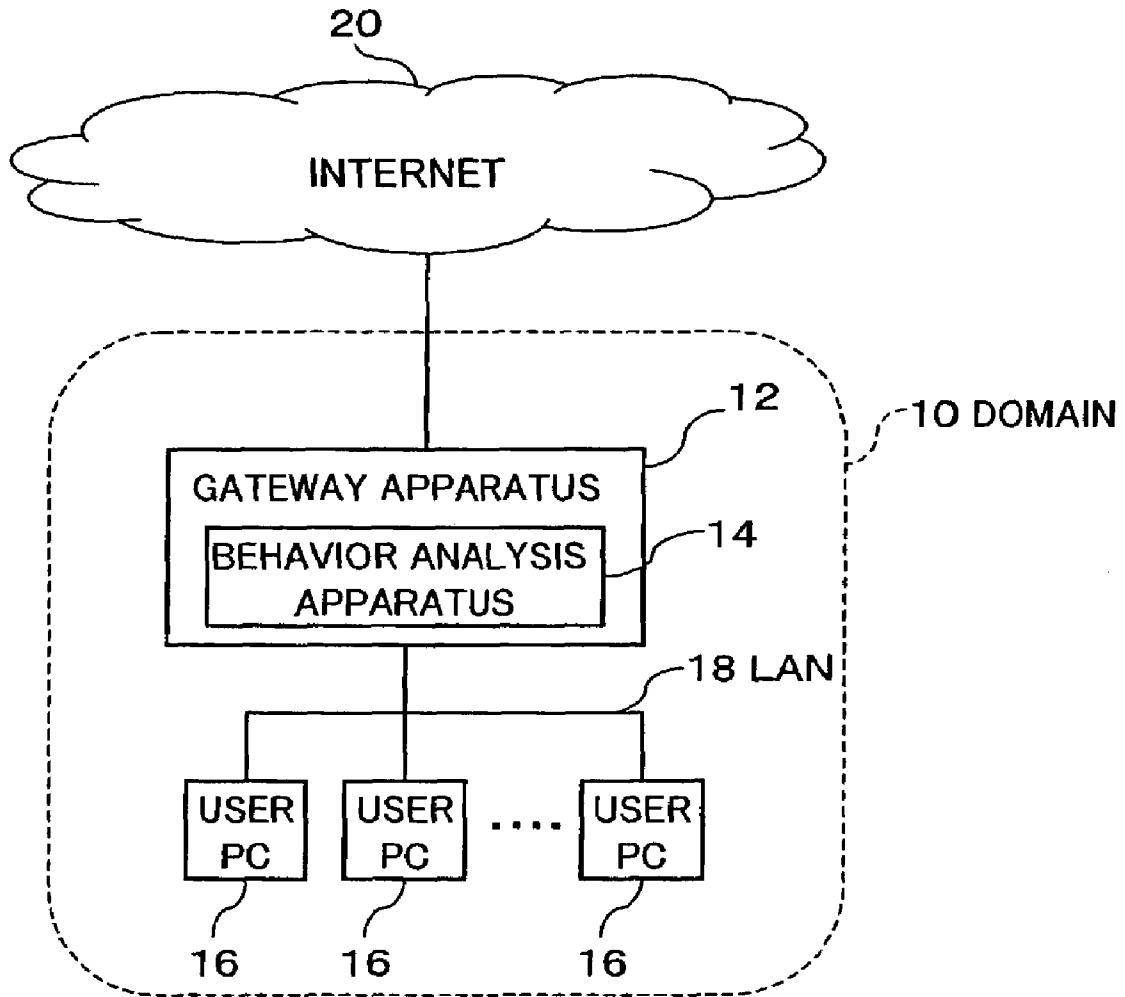 20
INTERNET
12
10 DOMAIN
GATEWAY APPARATUS
14
BEHAVIOR ANALYSIS
APPARATUS
18 LAN
USER
PC
USER
PC
....
USER
PC
16
16
16